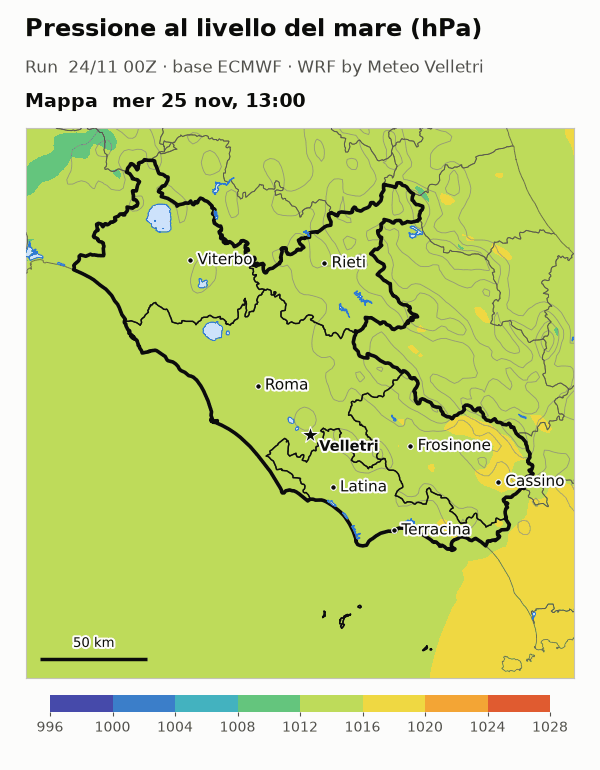 Pressione al livello del mare (hPa)
Run  24/11 00Z · base ECMWF · WRF by Meteo Velletri
Mappa  mer 25 nov, 13:00
Viterbo
Rieti
Roma
Velletri
Frosinone
Cassino
Latina
Terracina
50 km
996 1000 1004 1008 1012 1016 1020 1024 1028